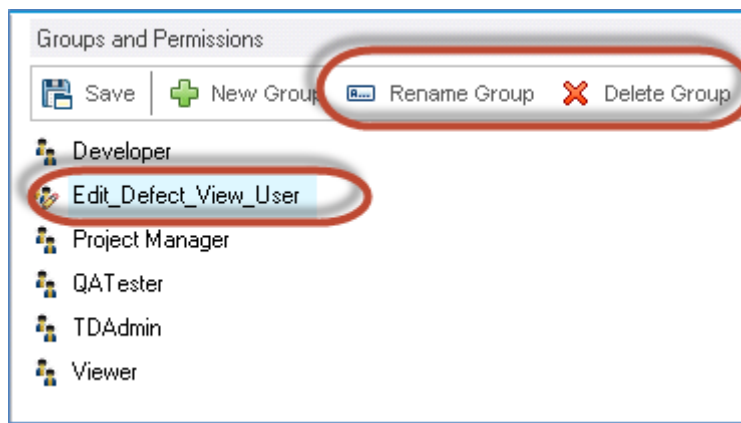 Groups and Permissions
Save New Group Rename Group Delete Group
Developer
Edit_Defect_View_User
Project Manager
QATester
TDAdmin
Viewer